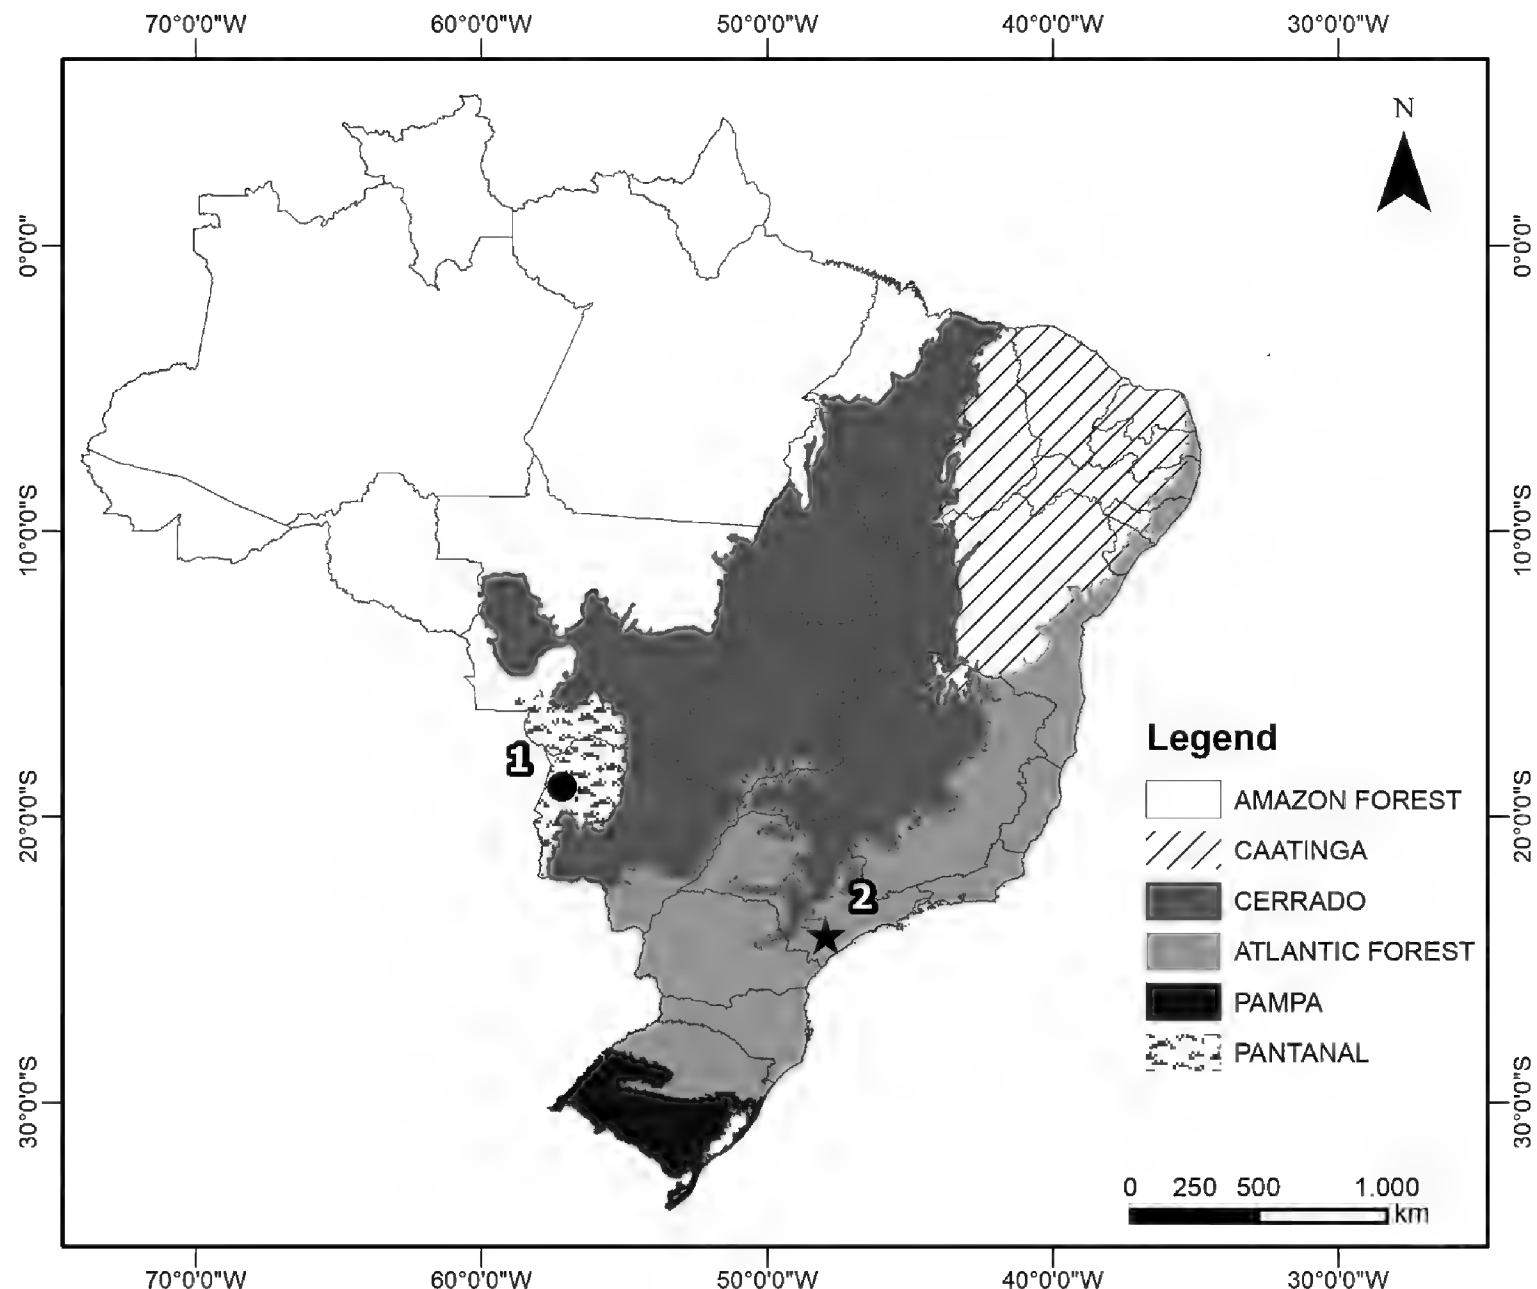 70°0'0"W 60°0'0"W 50°0'0"W 40°0'0"W 30°0'0"W
N
0°0'0" 0°0'0"
10°0'0"S 10°0'0"S
20°0'0"S 20°0'0"S
30°0'0"S 30°0'0"S
1
2
Legend
AMAZON FOREST
CAATINGA
CERRADO
ATLANTIC FOREST
PAMPA
PANTANAL
0 250 500 1.000
km
70°0'0"W 60°0'0"W 50°0'0"W 40°0'0"W 30°0'0"W